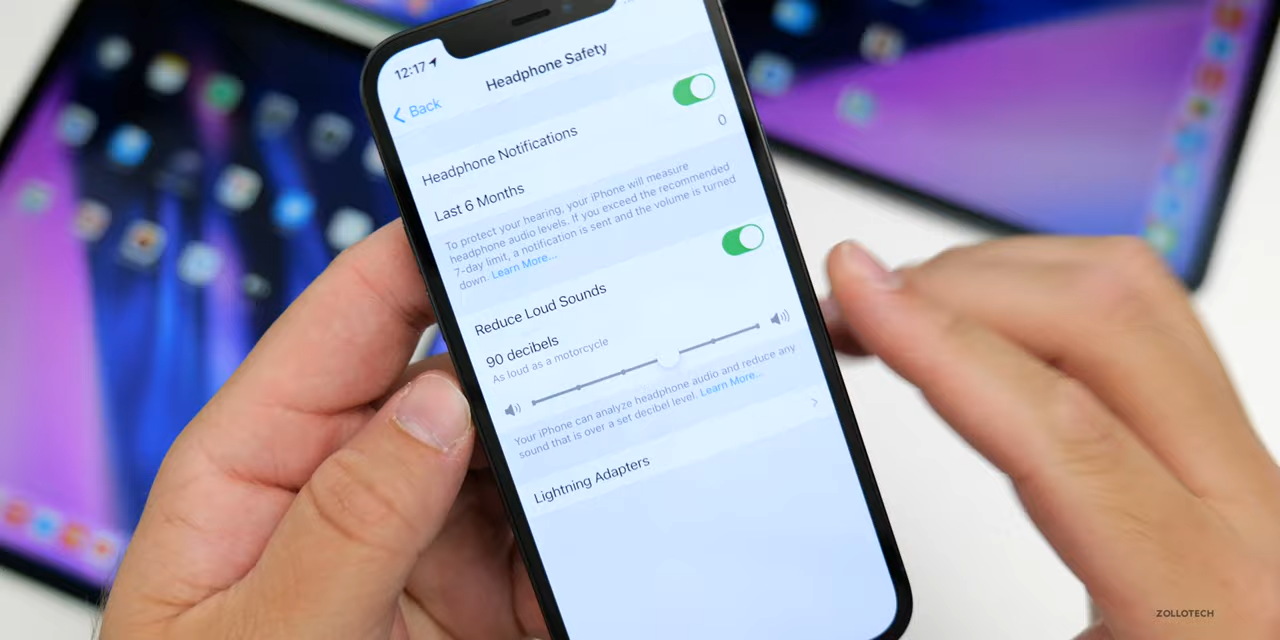 12:17
Headphone Safety
Back
Headphone Notifications
Last 6 Months
0
To protect your hearing, your iPhone will measure
headphone audio levels. If you exceed the recommended
7-day limit, a notification is sent and the volume is turned
down. Learn More...
Reduce Loud Sounds
90 decibels
As loud as a motorcycle
Your iPhone can analyze headphone audio and reduce any
sound that is over a set decibel level. Learn More...
Lightning Adapters
ZOLLOTECH